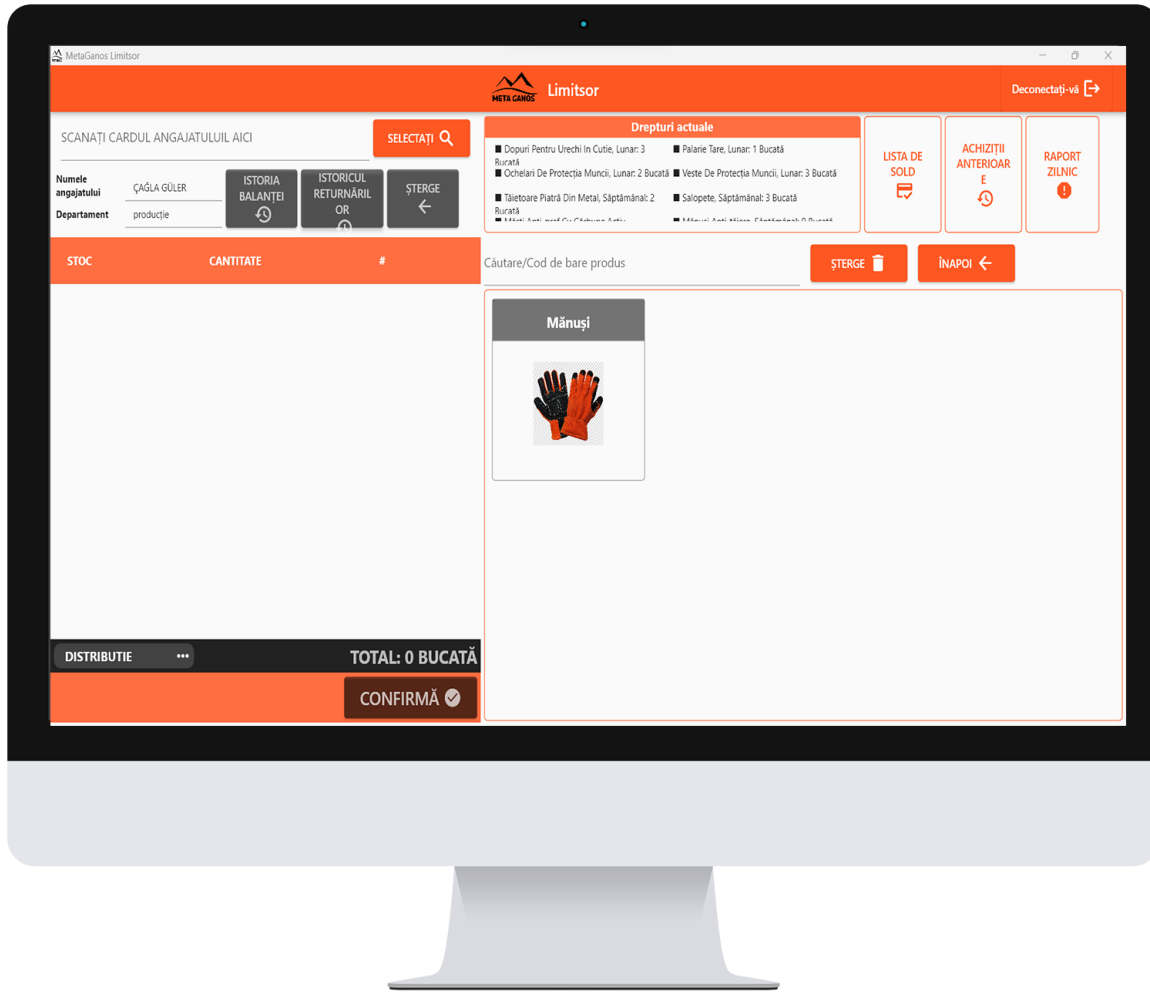 MetaGanos Limitsor
META GANOS
Limitsor
Deconectați-vă
SCANAȚI CARDUL ANGAJATULUIL AICI
SELECTAȚI
Numele
angajatului
ÇAĞLA GÜLER
Departament
producție
ISTORIA
BALANȚEI
ISTORICUL
RETURNĂRIL
OR
ȘTERGE
Drepturi actuale
Dopuri Pentru Urechi In Cutie, Lunar: 3
Bucată
Palarie Tare, Lunar: 1 Bucată
Ochelari De Protecția Muncii, Lunar: 2 Bucată
Veste De Protecția Muncii, Lunar: 3 Bucată
Tăietoare Piatră Din Metal, Săptămânal: 2
Bucată
Salopete, Săptămânal: 3 Bucată
LISTA DE
SOLD
ACHIZIȚII
ANTERIOAR
E
RAPORT
ZILNIC
STOC
CANTITATE
#
Căutare/Cod de bare produs
ȘTERGE
ÎNAPOI
Mănuși
DISTRIBUTIE
TOTAL: 0 BUCATĂ
CONFIRMĂ